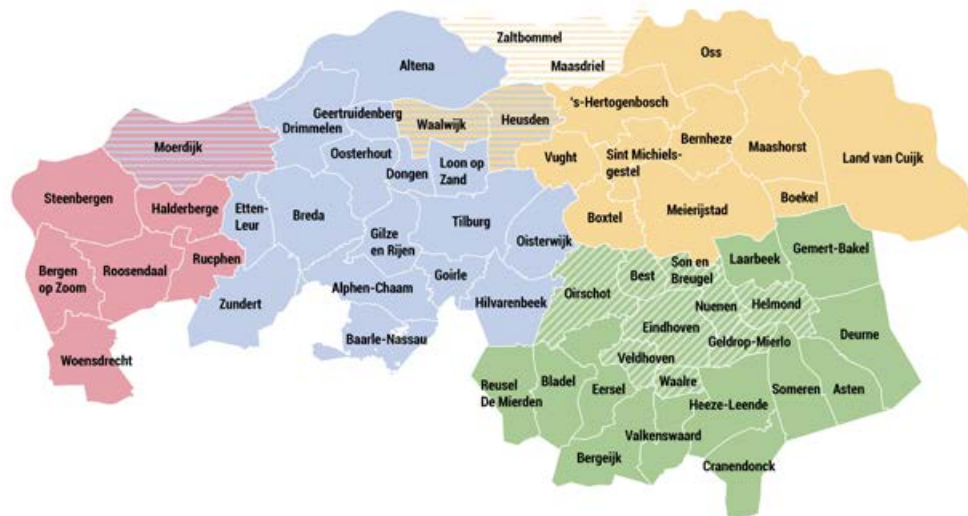 Zaltbommel
Maasdriel
Oss
Altena
's-Hertogenbosch
Geertruidenberg
Drimmelen
Waalwijk
Heusden
Bernheze
Maashorst
Land van Cuijk
Moerdijk
Oosterhout
Dongen
Loon op
Zand
Vught
Sint Michiels-
gestel
Steenbergen
Halderberge
Etten-
Leur
Breda
Gilze
en Rijen
Tilburg
Oisterwijk
Boxtel
Meierijstad
Boekel
Bergen
op Zoom
Roosendaal
Rucphen
Zundert
Alphen-Chaam
Goirle
Hilvarenbeek
Baarle-Nassau
Woensdrecht
Oirschot
Best
Son en
Breugel
Laarbeek
Gemert-Bakel
Nuenen
Helmond
Eindhoven
Geldrop-Mierlo
Deurne
Veldhoven
Waalre
Reusel
De Mierden
Bladel
Eersel
Heeze-Leende
Someren
Asten
Bergeijk
Valkenswaard
Cranendonck